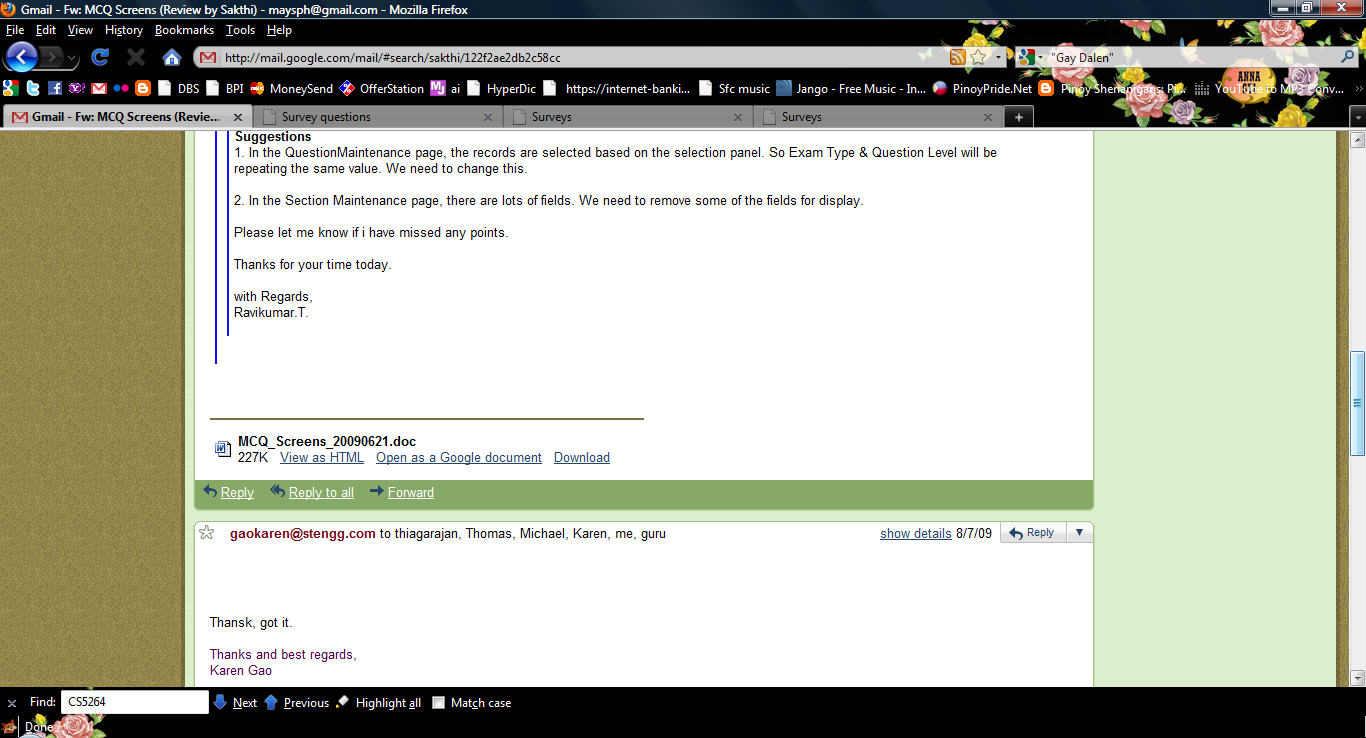 Gmail - Fw: MCQ Screens (Review by Sakthi) - maysph@gmail.com - Mozilla Firefox
File Edit View History Bookmarks Tools Help
http://mail.google.com/mail/#search/sakthi/122f2ae2db2c58cc "Gay Dalen"
DBS BPI MoneySend OfferStation ai HyperDic https://internet-banki... Sfc music Jango - Free Music - In... PinoyPride.Net Pinoy Shenanigans: Pi... YouTube to MP3 Conv...
ANNA SUI
Gmail - Fw: MCQ Screens (Revie... Survey questions Surveys Surveys
Suggestions
1. In the QuestionMaintenance page, the records are selected based on the selection panel. So Exam Type & Question Level will be
repeating the same value. We need to change this.
2. In the Section Maintenance page, there are lots of fields. We need to remove some of the fields for display.
Please let me know if i have missed any points.
Thanks for your time today.
with Regards,
Ravikumar.T.
MCQ_Screens_20090621.doc
227K View as HTML Open as a Google document Download
Reply Reply to all Forward
gaokaren@stengg.com to thiagarajan, Thomas, Michael, Karen, me, guru show details 8/7/09 Reply
Thansk, got it.
Thanks and best regards,
Karen Gao
Find: CS5264 Next Previous Highlight all Match case
Done